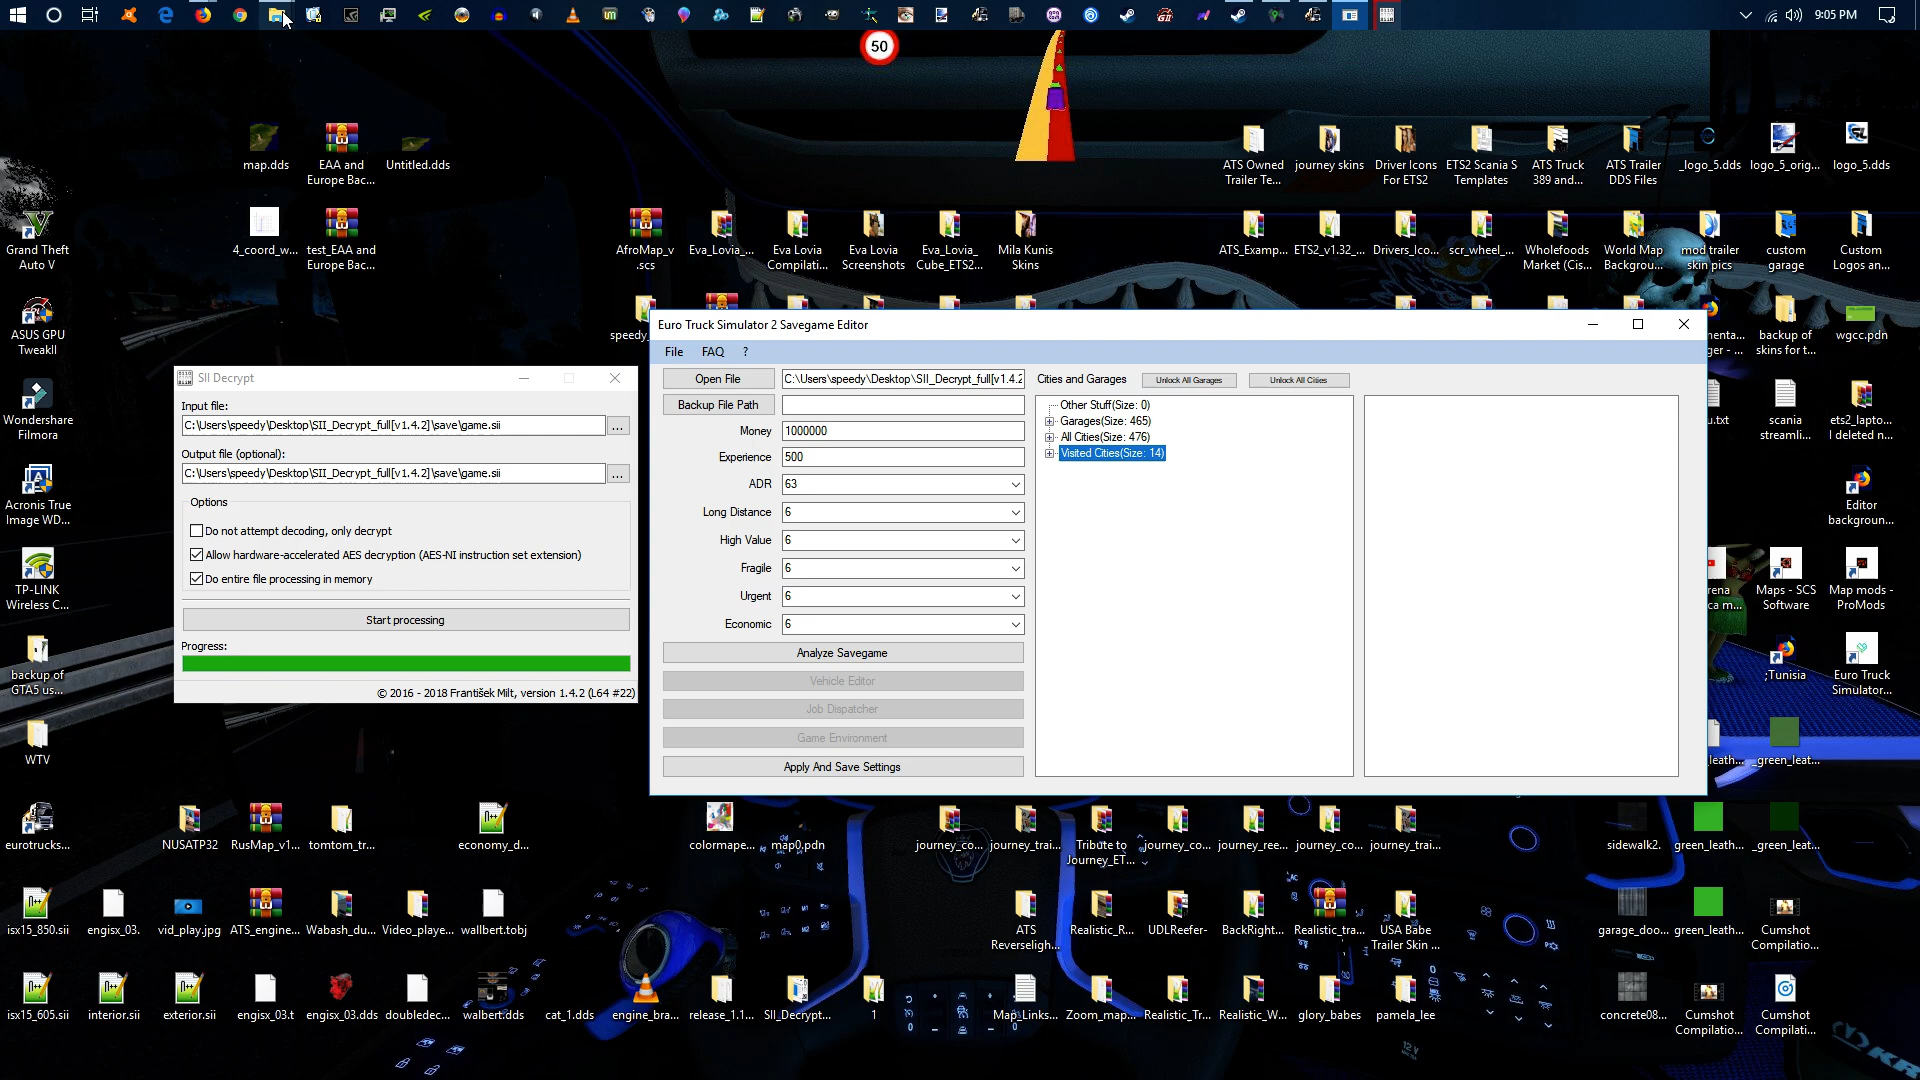 9:05 PM
50
map.dds
EAA and
Europe Bac...
Untitled.dds
ATS Owned
Trailer Te...
journey skins
Driver Icons
For ETS2
ETS2 Scania S
Templates
ATS Truck
389 and...
ATS Trailer
DDS Files
_logo_5.dds
logo_5_orig...
logo_5.dds
Grand Theft
Auto V
4_coord_w...
test_EAA and
Europe Bac...
AfroMap_v
.scs
Eva_Lovia_...
Eva Lovia
Compilati...
Eva Lovia
Screenshots
Eva_Lovia_
Cube_ETS2...
Mila Kunis
Skins
ATS_Examp...
ETS2_v1.32_...
Drivers_Ico...
scr_wheel_...
Wholefoods
Market (Cis...
World Map
Backgrou...
mod trailer
skin pics
custom
garage
Custom
Logos an...
ASUS GPU
TweakII
speedy_
backup of
skins for t...
wgcc.pdn
Euro Truck Simulator 2 Savegame Editor
File FAQ ?
Open File
C:\Users\speedy\Desktop\SII_Decrypt_full[v1.4.2
Cities and Garages
Unlock All Garages
Unlock All Cities
Backup File Path
Money
1000000
Experience
500
ADR
63
Long Distance
6
High Value
6
Fragile
6
Urgent
6
Economic
6
Analyze Savegame
Vehicle Editor
Job Dispatcher
Game Environment
Apply And Save Settings
Other Stuff(Size: 0)
Garages(Size: 465)
All Cities(Size: 476)
Visited Cities(Size: 14)
SII Decrypt
Input file:
C:\Users\speedy\Desktop\SII_Decrypt_full[v1.4.2]\save\game.sii
...
Output file (optional):
C:\Users\speedy\Desktop\SII_Decrypt_full[v1.4.2]\save\game.sii
...
Options
Do not attempt decoding, only decrypt
Allow hardware-accelerated AES decryption (AES-NI instruction set extension)
Do entire file processing in memory
Start processing
Progress:
© 2016 - 2018 František Milt, version 1.4.2 (L64 #22)
Wondershare
Filmora
scania
streamli...
ets2_lapto...
I deleted n...
Acronis True
Image WD...
Editor
backgroun...
TP-LINK
Wireless C...
Maps - SCS
Software
Map mods -
ProMods
backup of
GTA5 us...
;Tunisia
Euro Truck
Simulator...
WTV
_green_leat...
eurotrucks...
NUSATP32
RusMap_v1...
tomtom_tr...
economy_d...
colormape...
map0.pdn
journey_co...
journey_trai...
Tribute to
Journey_ET...
journey_co...
journey_ree...
journey_co...
journey_trai...
sidewalk2.
green_leath...
_green_leat...
isx15_850.sii
engisx_03.
vid_play.jpg
ATS_engine...
Wabash_du...
Video_playe...
wallbert.tobj
ATS
Reverseligh...
Realistic_R...
UDLReefer-
BackRight...
Realistic_tra...
USA Babe
Trailer Skin ...
garage_doo...
green_leath...
Cumshot
Compilatio...
isx15_605.sii
interior.sii
exterior.sii
engisx_03.t
engisx_03.dds
doubledec...
walbert.dds
cat_1.dds
engine_bra...
release_1.1...
SII_Decrypt...
1
Map_Links...
Zoom_map...
Realistic_Tr...
Realistic_W...
glory_babes
pamela_lee
concrete08...
Cumshot
Compilatio...
Cumshot
Compilati...